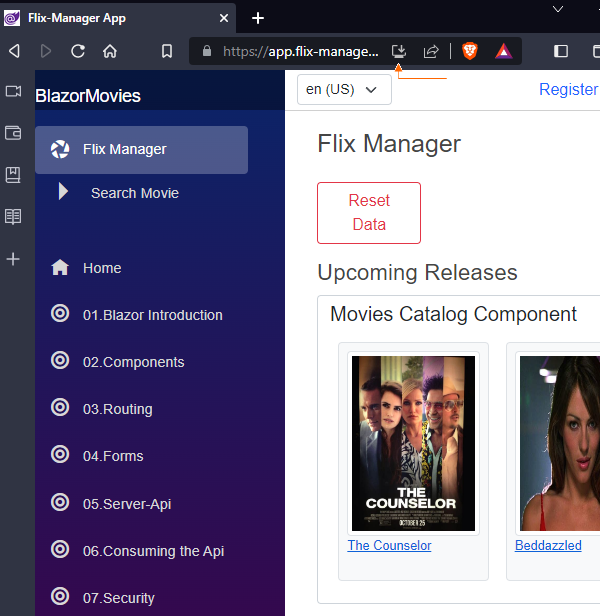 Flix-Manager App
https://app.flix-manage...
BlazorMovies
Flix Manager
Search Movie
Home
01.Blazor Introduction
02.Components
03.Routing
04.Forms
05.Server-Api
06.Consuming the Api
07.Security
en (US)
Register
Flix Manager
Reset
Data
Upcoming Releases
Movies Catalog Component
THE
COUNSELOR
OCTOBER 25
The Counselor
Beddazzled